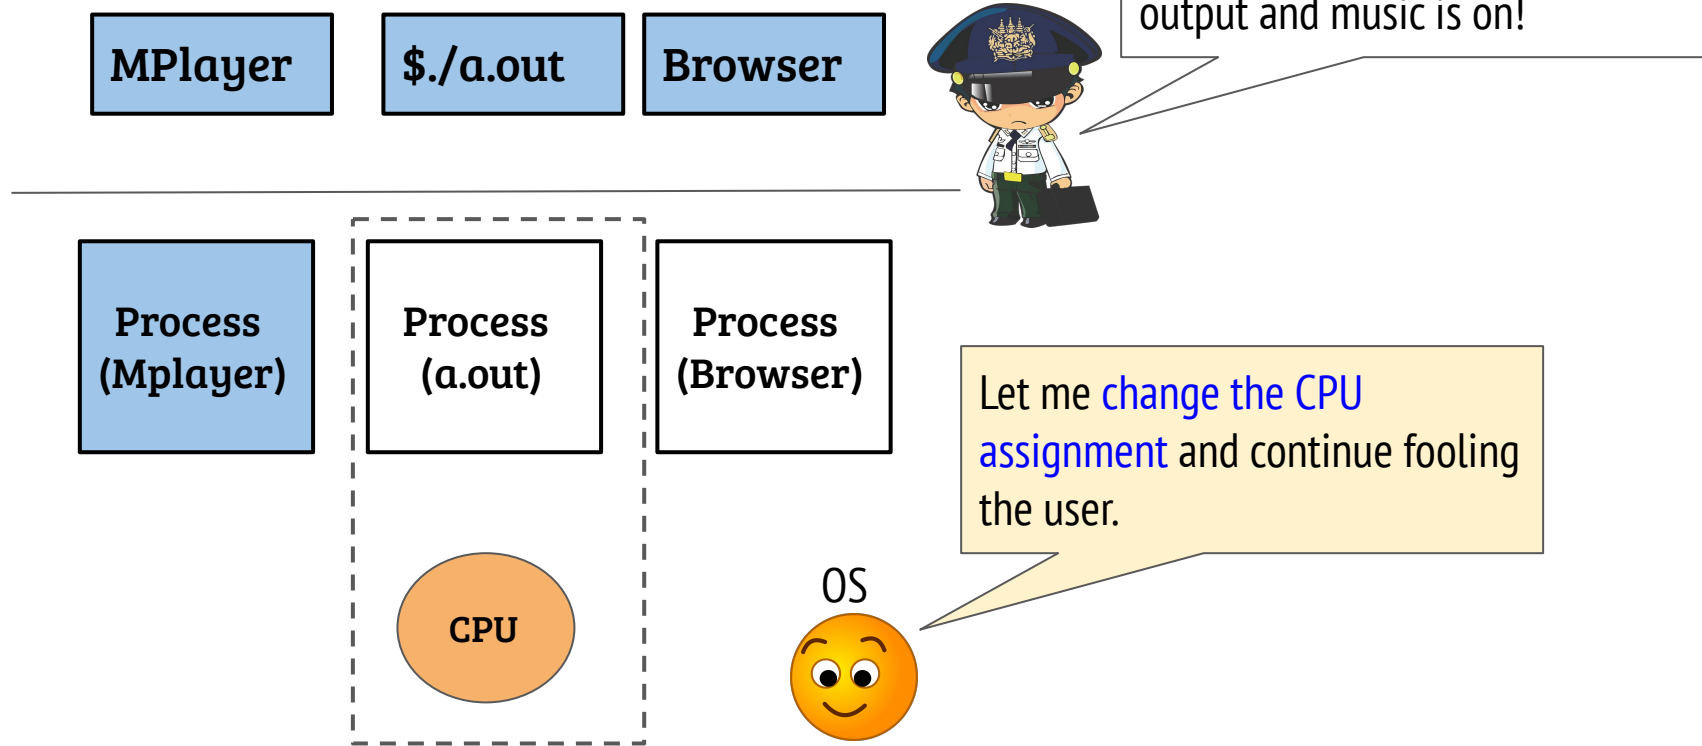 output and music is on!
MPlayer
$./a.out
Browser
Process
(Mplayer)
Process
(a.out)
Process
(Browser)
Let me change the CPU
assignment and continue fooling
the user.
OS
CPU